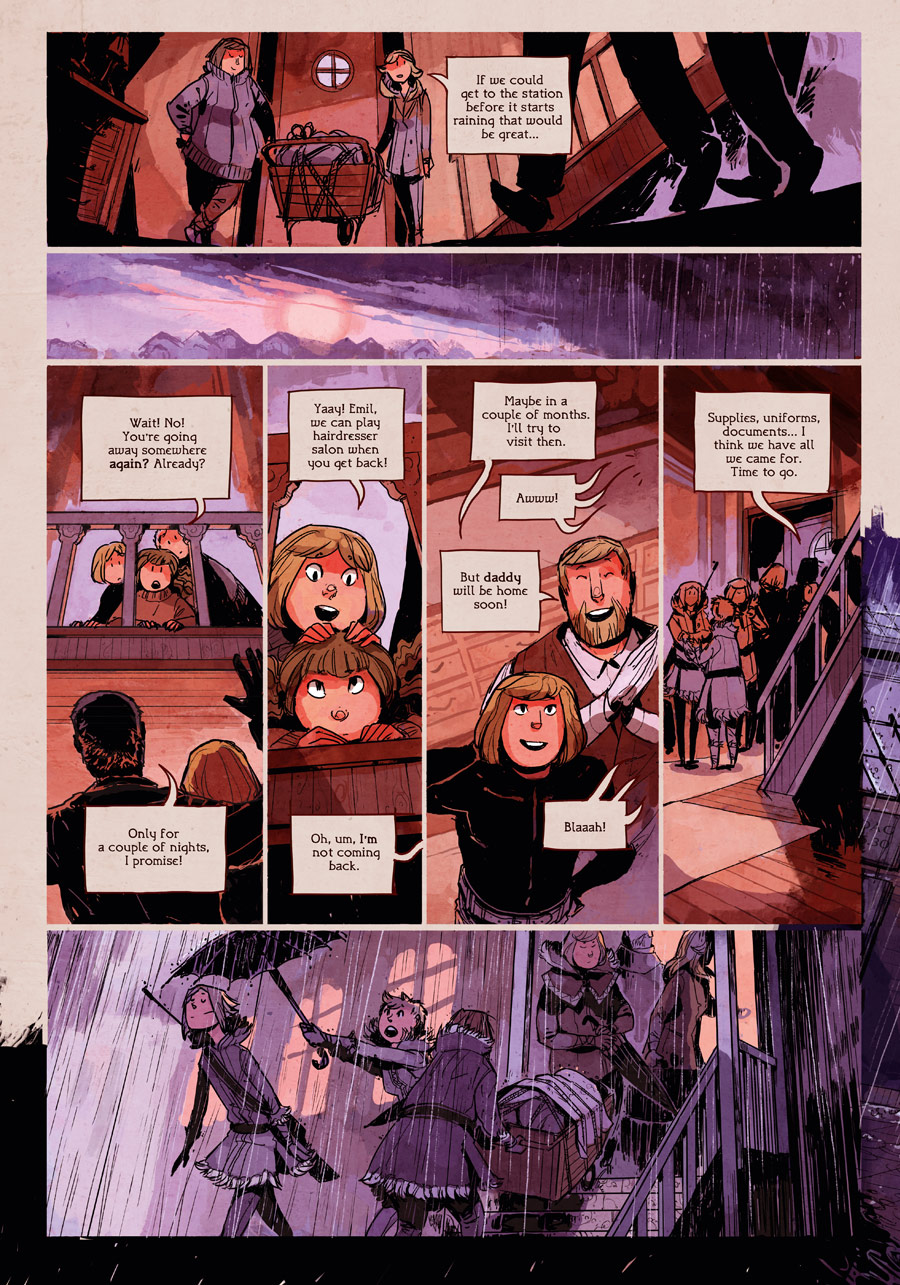 If we could
get to the station
before it starts
raining that would
be great...
Wait! No!
You're going
away somewhere
again? Already?
Only for
a couple of nights,
I promise!
Yaay! Emil,
we can play
hairdresser
salon when
you get back!
Oh, um, I'm
not coming
back.
Maybe in a
couple of months.
I'll try to
visit then.
Awww!
But daddy
will be home
soon!
Blaaah!
Supplies, uniforms,
documents... I
think we have all
we came for.
Time to go.